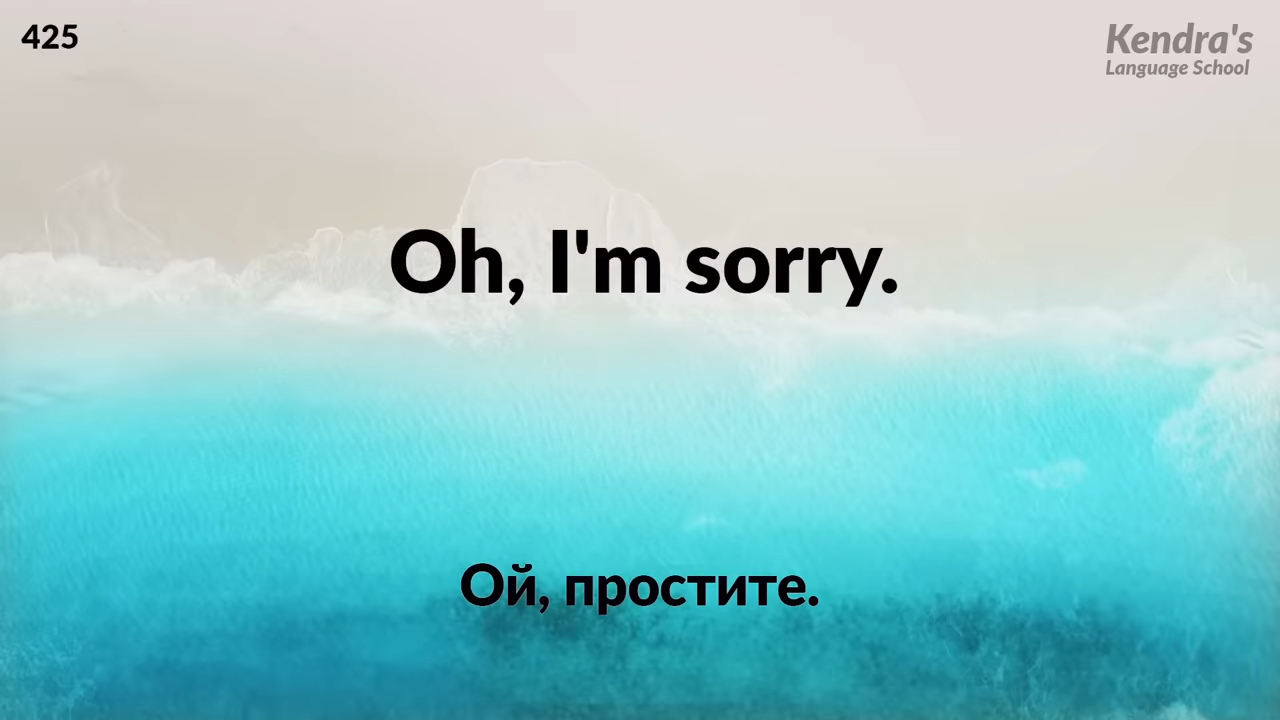 425
Kendra's
Language School
Oh, I'm sorry.
Ой, простите.